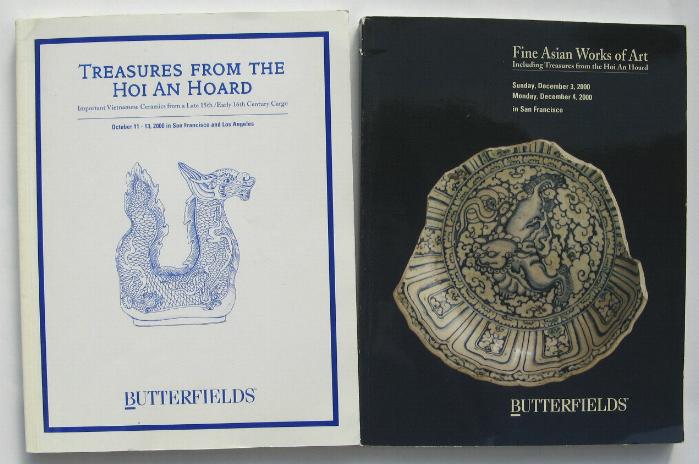 TREASURES FROM THE
HOI AN HOARD
Important Vietnamese Ceramics from a Late 15th/Early 16th Century Cargo
October 11 - 13, 2000 in San Francisco and Los Angeles
BUTTERFIELDS
Fine Asian Works of Art
Including Treasures from the Hoi An Hoard
Sunday, December 3, 2000
Monday, December 4, 2000
in San Francisco
BUTTERFIELDS